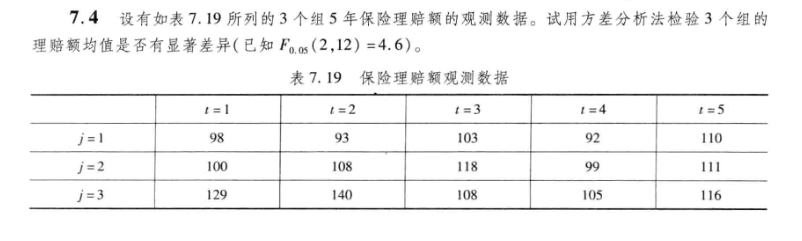 7.4 设有如表 7.19 所列的 3 个组 5 年保险理赔额的观测数据。试用方差分析法检验 3 个组的
理赔额均值是否有显著差异(已知 F0.05(2,12)=4.6)。
表 7.19 保险理赔额观测数据
t=1 t=2 t=3 t=4 t=5
j=1 98 93 103 92 110
j=2 100 108 118 99 111
j=3 129 140 108 105 116